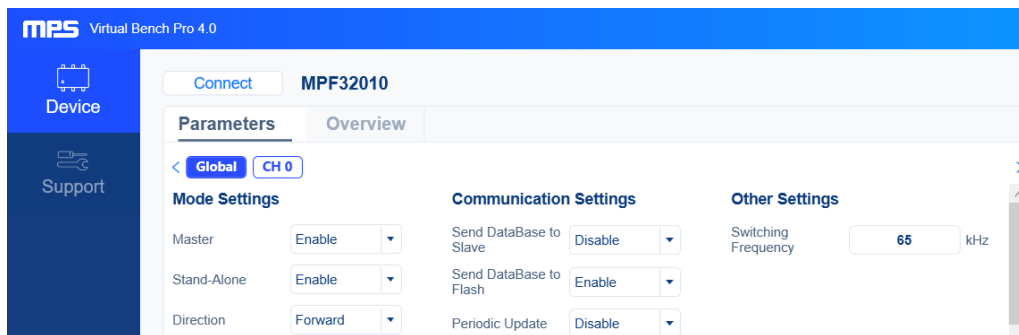 MPS Virtual Bench Pro 4.0
Device
Support
Connect MPF32010
Parameters Overview
< Global CH 0
Mode Settings
Master Enable
Stand-Alone Enable
Direction Forward
Communication Settings
Send DataBase to
Slave Disable
Send DataBase to
Flash Enable
Periodic Update Disable
Other Settings
Switching
Frequency 65 kHz